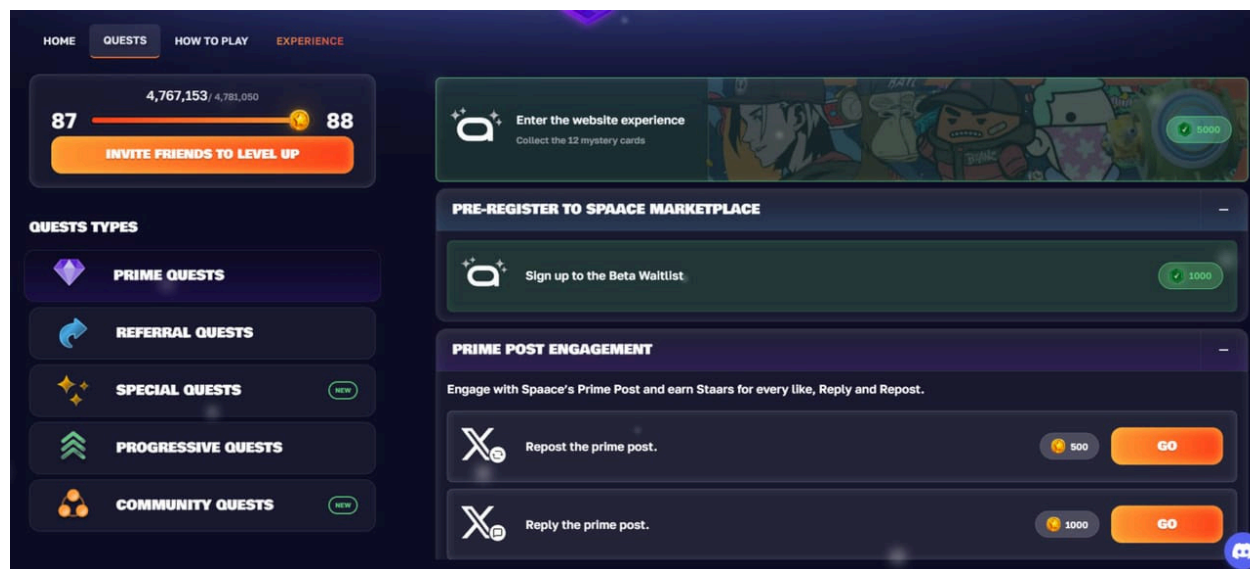 HOME QUESTS HOW TO PLAY EXPERIENCE
4,767,153/ 4,781,050
87 88
INVITE FRIENDS TO LEVEL UP
QUESTS TYPES
PRIME QUESTS
REFERRAL QUESTS
SPECIAL QUESTS NEW
PROGRESSIVE QUESTS
COMMUNITY QUESTS NEW
Enter the website experience
Collect the 12 mystery cards
5000
PRE-REGISTER TO SPAACE MARKETPLACE
Sign up to the Beta Waitlist
1000
PRIME POST ENGAGEMENT
Engage with Spaace's Prime Post and earn Staars for every like, Reply and Repost.
Repost the prime post. 500 GO
Reply the prime post. 1000 GO